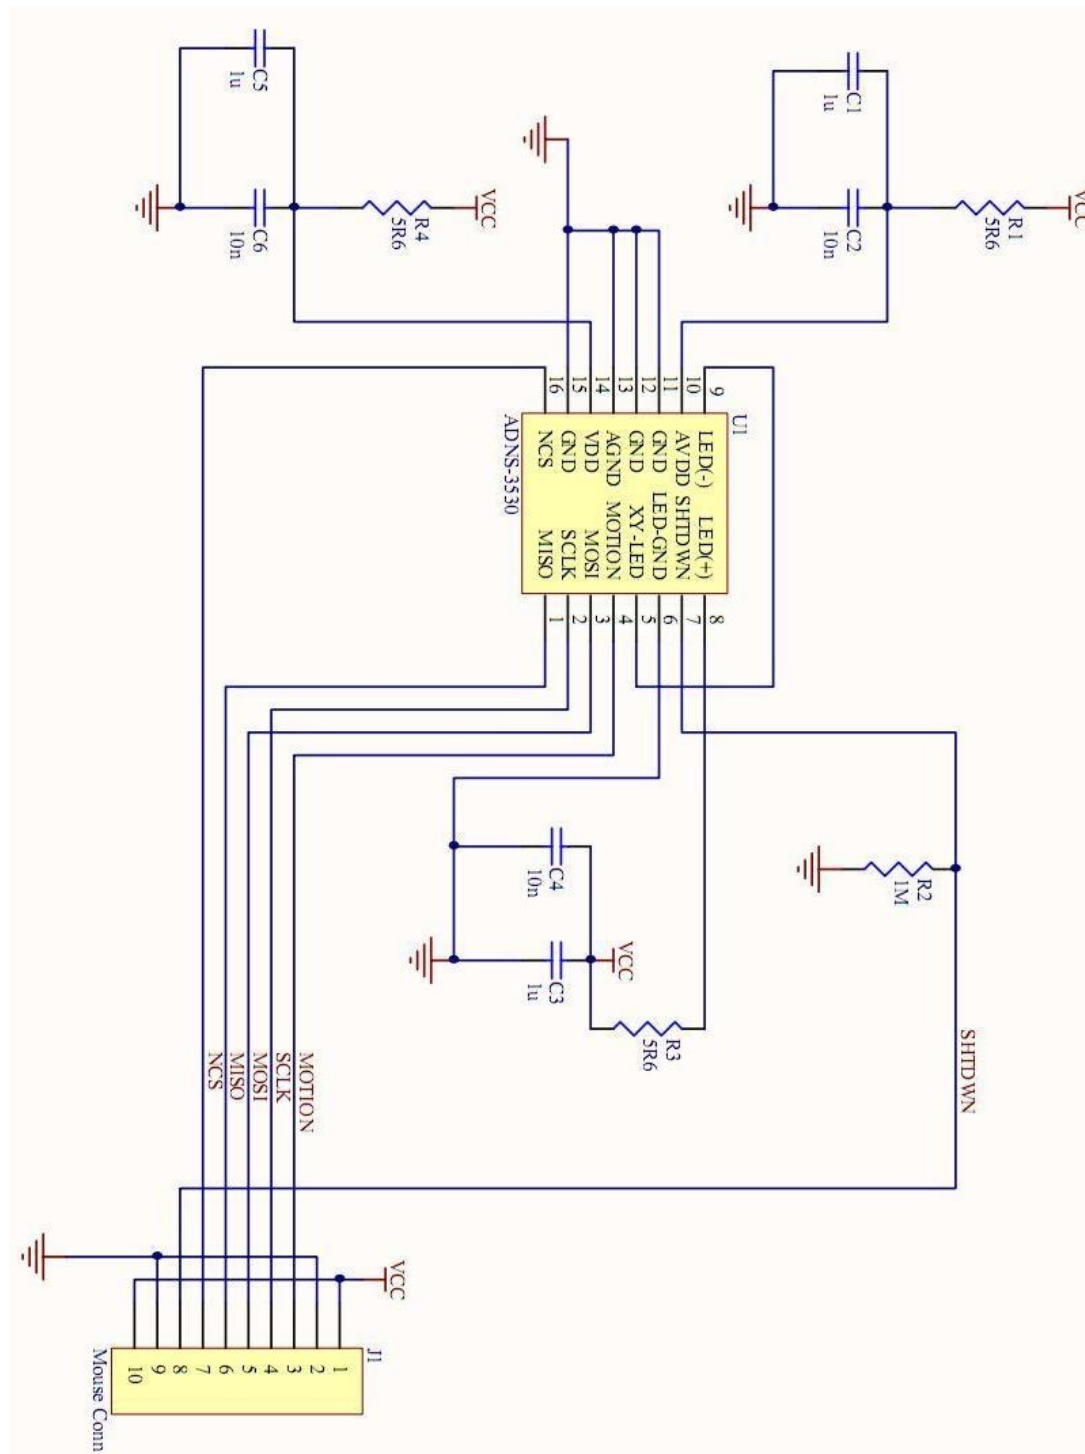 C5
1u
C6
10n
R4
5R6
VCC
C1
1u
C2
10n
R1
5R6
VCC
U1
ADNS-3530
16
15
14
13
12
11
10
9
NCS
GND
VDD
AGND
GND
GND
AVDD
LED(-)
MISO
SCLK
MOSI
MOTION
XY-LED
LED-GND
SHTDWN
LED(+)
1
2
3
4
5
6
7
8
C4
10n
C3
1u
VCC
R3
5R6
R2
1M
SHTDWN
MOTION
SCLK
MOSI
MISO
NCS
VCC
J1
1
2
3
4
5
6
7
8
9
10
Mouse Conn